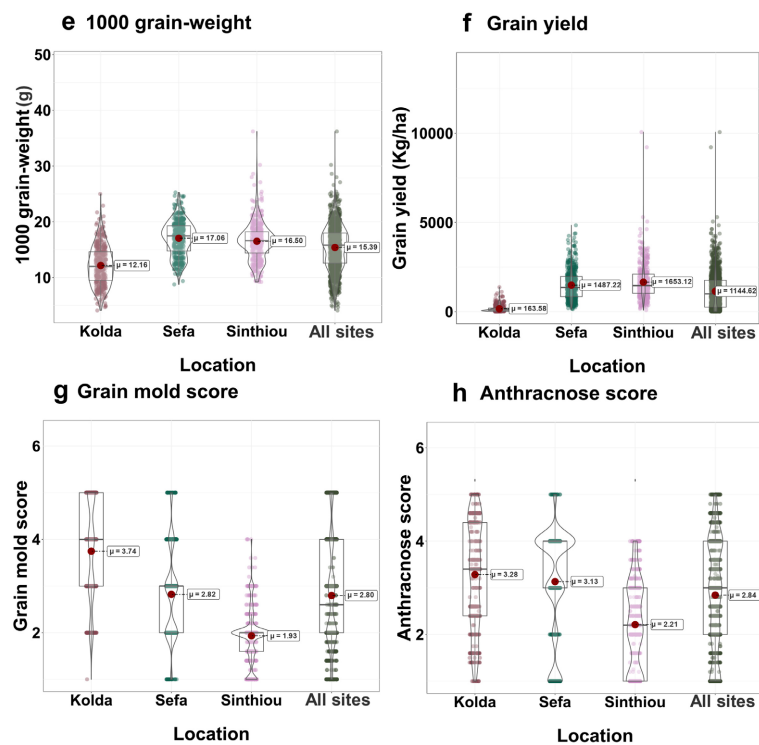 e 1000 grain-weight
1000 grain-weight (g)
50
40
30
20
10
μ = 12.16
μ = 17.06
μ = 16.50
μ = 15.39
Kolda Sefa Sinthiou All sites
Location
f Grain yield
Grain yield (Kg/ha)
10000
5000
0
μ = 163.58
μ = 1487.22
μ = 1653.12
μ = 1144.62
Kolda Sefa Sinthiou All sites
Location
g Grain mold score
Grain mold score
6
4
2
μ = 3.74
μ = 2.82
μ = 1.93
μ = 2.80
Kolda Sefa Sinthiou All sites
Location
h Anthracnose score
Anthracnose score
6
4
2
μ = 3.28
μ = 3.13
μ = 2.21
μ = 2.84
Kolda Sefa Sinthiou All sites
Location